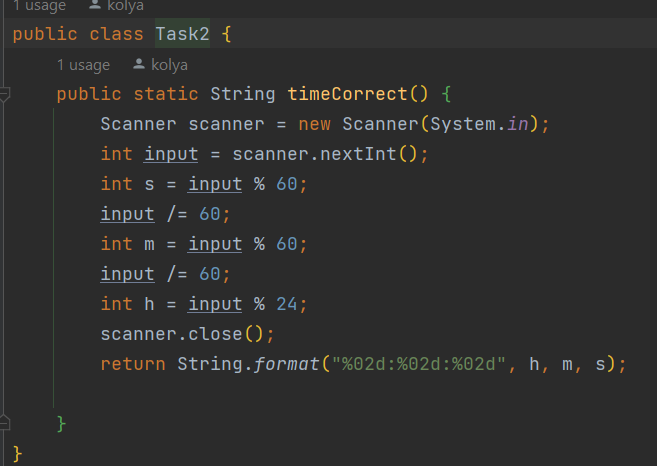 1 usage kolya
public class Task2 {
1 usage kolya
public static String timeCorrect() {
Scanner scanner = new Scanner(System.in);
int input = scanner.nextInt();
int s = input % 60;
input /= 60;
int m = input % 60;
input /= 60;
int h = input % 24;
scanner.close();
return String.format("%02d:%02d:%02d", h, m, s);
}
}